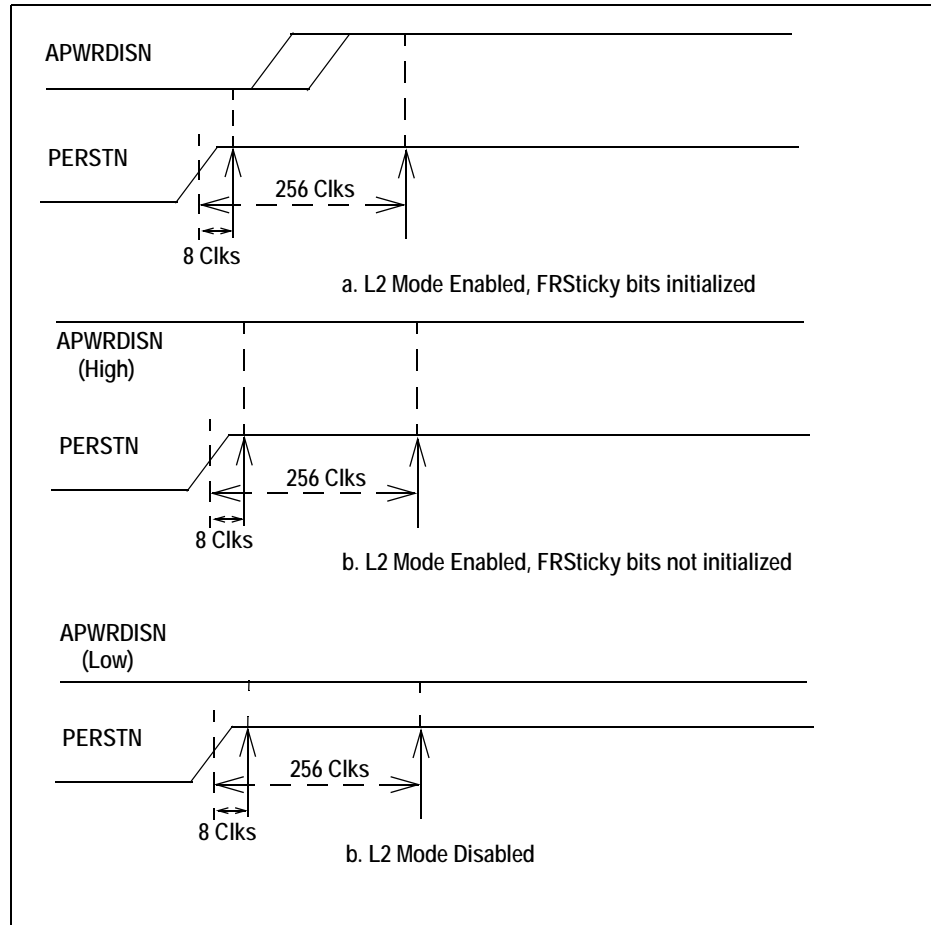 APWRDISN
PERSTN
256 Clks
8 Clks
a. L2 Mode Enabled, FRSticky bits initialized
APWRDISN
(High)
PERSTN
256 Clks
8 Clks
b. L2 Mode Enabled, FRSticky bits not initialized
APWRDISN
(Low)
PERSTN
256 Clks
8 Clks
b. L2 Mode Disabled